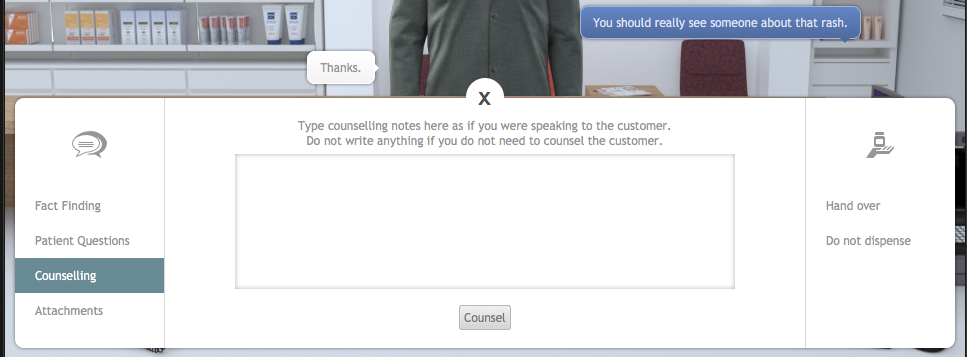 You should really see someone about that rash.
Thanks.
X
Type counselling notes here as if you were speaking to the customer.
Do not write anything if you do not need to counsel the customer.
Fact Finding
Patient Questions
Counselling
Attachments
Counsel
Hand over
Do not dispense